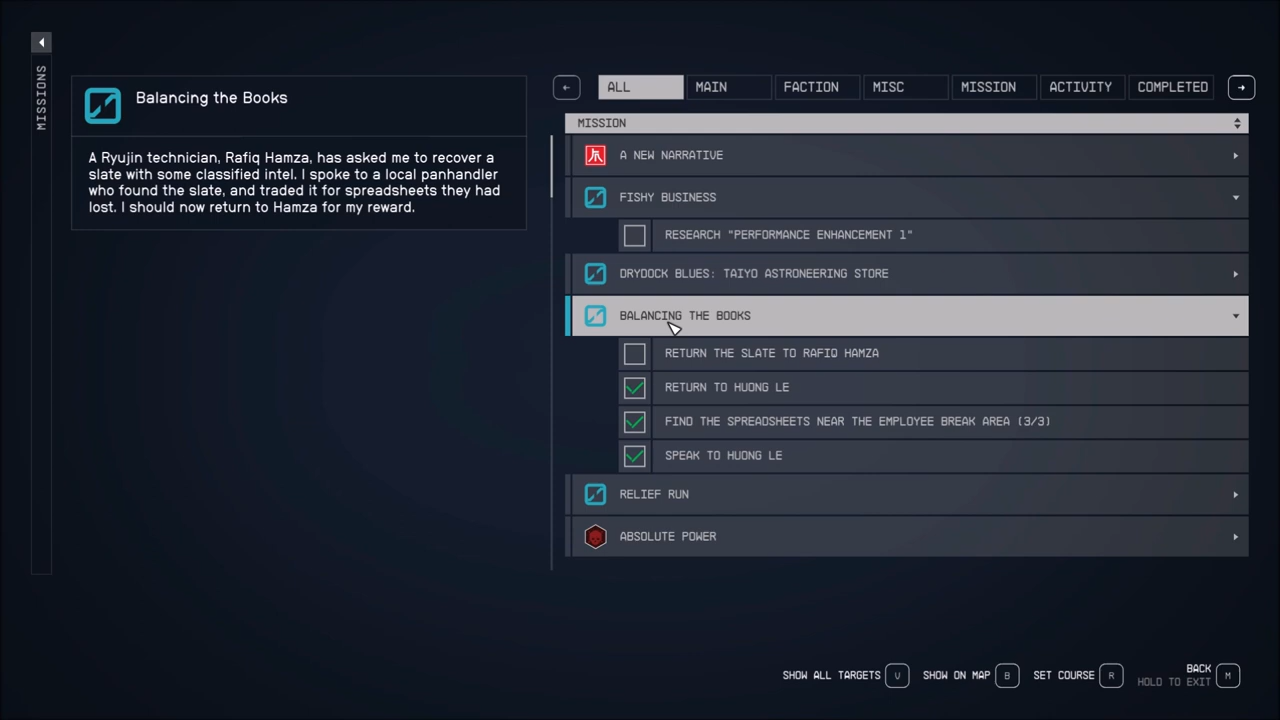 MISSIONS
Balancing the Books
A Ryujin technician, Rafiq Hamza, has asked me to recover a
slate with some classified intel. I spoke to a local panhandler
who found the slate, and traded it for spreadsheets they had
lost. I should now return to Hamza for my reward.
ALL MAIN FACTION MISC MISSION ACTIVITY COMPLETED
MISSION
A NEW NARRATIVE
FISHY BUSINESS
RESEARCH "PERFORMANCE ENHANCEMENT 1"
DRYDOCK BLUES: TAIYO ASTRONEERING STORE
BALANCING THE BOOKS
RETURN THE SLATE TO RAFIQ HAMZA
RETURN TO HUONG LE
FIND THE SPREADSHEETS NEAR THE EMPLOYEE BREAK AREA (3/3)
SPEAK TO HUONG LE
RELIEF RUN
ABSOLUTE POWER
SHOW ALL TARGETS V SHOW ON MAP B SET COURSE R BACK M
HOLD TO EXIT